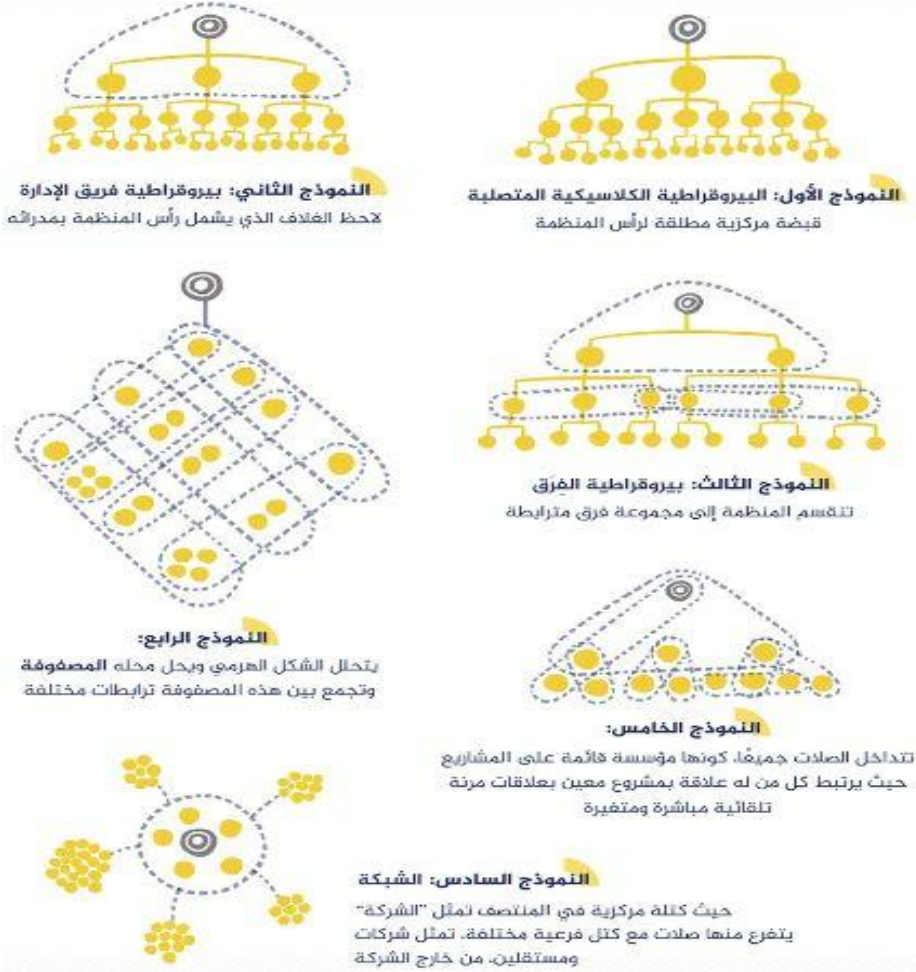 النموذج الأول: البيروقراطية الكلاسيكية المتصلبة
قبضة مركزية مطلقة لرأس المنظمة
النموذج الثاني: بيروقراطية فريق الإدارة
لاحظ الغلاف الذي يشمل رأس المنظمة بمدرائه
النموذج الثالث: بيروقراطية الفِرَق
تنقسم المنظمة إلى مجموعة فرق مترابطة
النموذج الرابع:
يتحلل الشكل الهرمي ويحل محله المصفوفة
وتجمع بين هذه المصفوفة ترابطات مختلفة
النموذج الخامس:
تتداخل الصلات جميعًا، كونها مؤسسة قائمة على المشاريع
حيث يرتبط كل من له علاقة بمشروع معين بعلاقات مرنة
تلقائية مباشرة ومتغيرة
النموذج السادس: الشبكة
حيث كتلة مركزية في المنتصف تمثل "الشركة"
يتفرع منها صلات مع كتل فرعية مختلفة، تمثل شركات
ومستقلين، من خارج الشركة